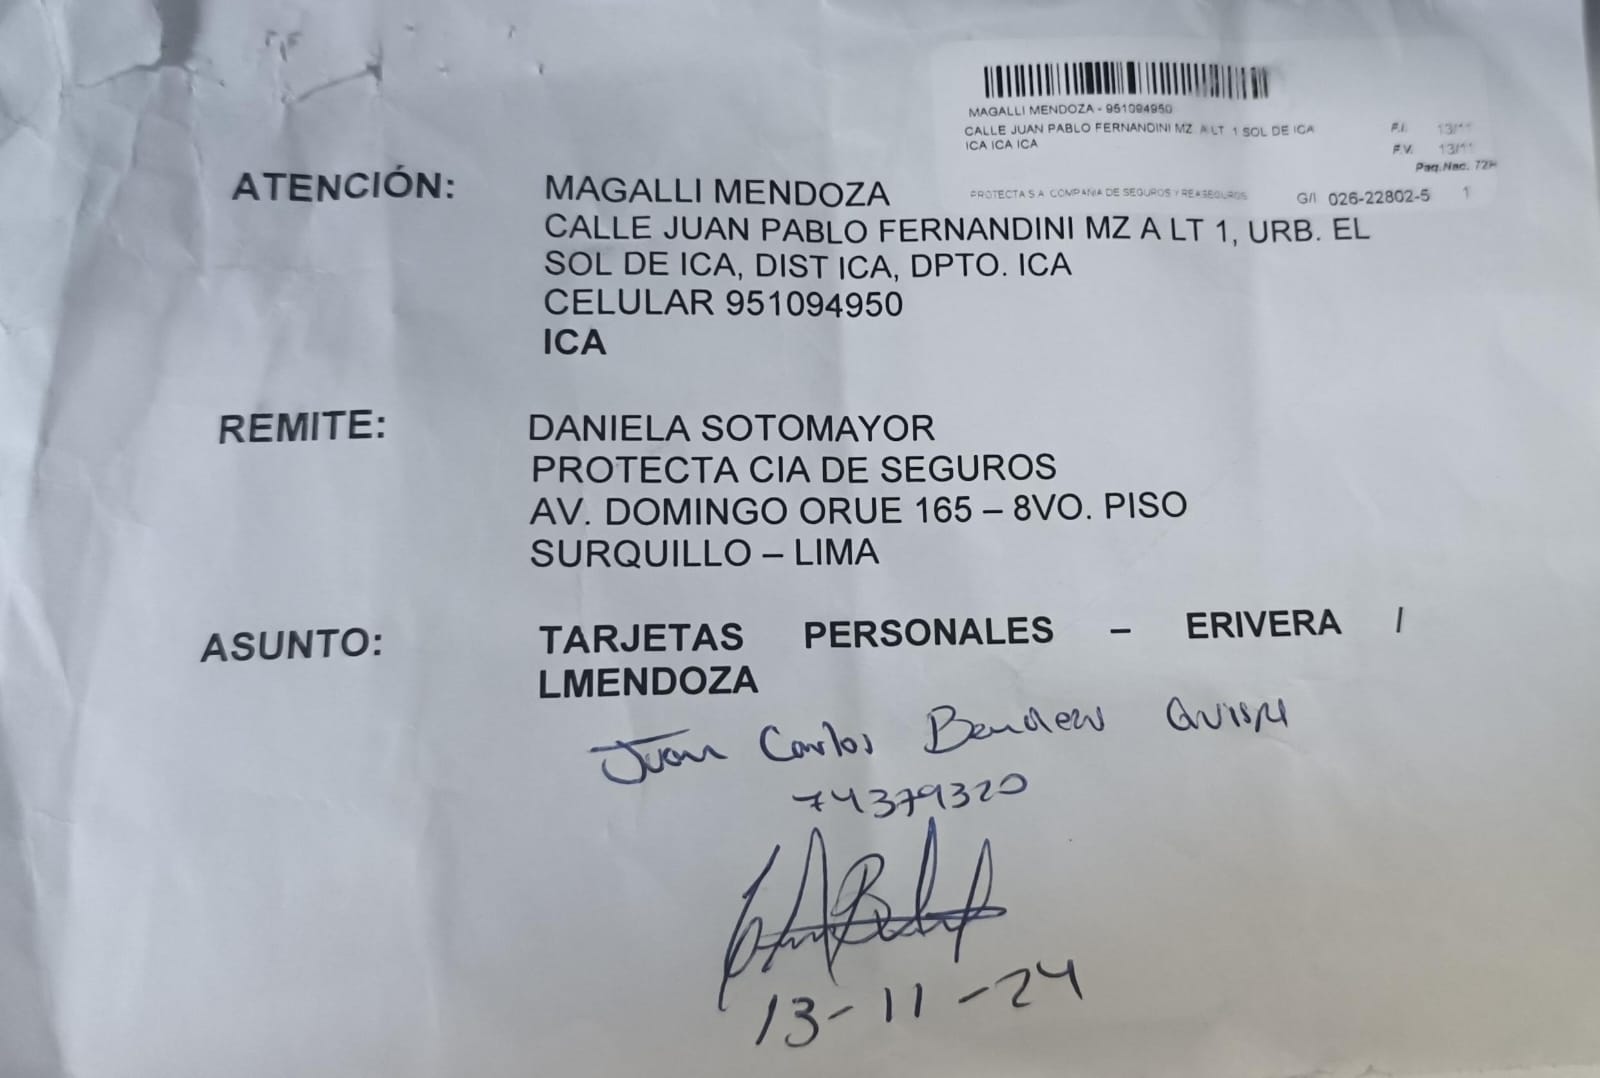 MAGALLI MENDOZA - 951094950
CALLE JUAN PABLO FERNANDINI MZ A LT 1 SOL DE ICA
ICA ICA ICA
F.I. 13/11
F.V. 13/11
Paq.Nac. 72H
PROTECTA S.A. COMPAÑIA DE SEGUROS Y REASEGUROS
G/I 026-22802-5 1
ATENCIÓN: MAGALLI MENDOZA
CALLE JUAN PABLO FERNANDINI MZ A LT 1, URB. EL
SOL DE ICA, DIST ICA, DPTO. ICA
CELULAR 951094950
ICA
REMITE: DANIELA SOTOMAYOR
PROTECTA CIA DE SEGUROS
AV. DOMINGO ORUE 165 – 8VO. PISO
SURQUILLO – LIMA
ASUNTO: TARJETAS PERSONALES – ERIVERA /
LMENDOZA
Juan Carlos
74379320
13-11-24